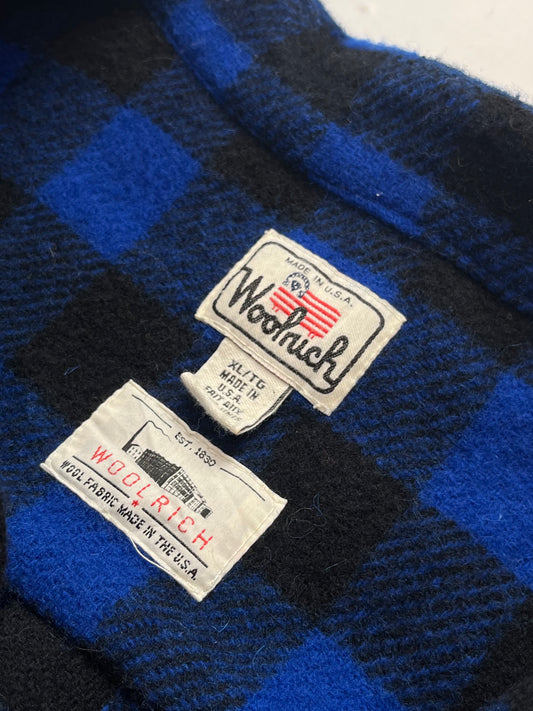 MADE IN U.S.A.
Woolrich
XL/TG
MADE IN
U.S.A.
EST. 1830
WOOLRICH
WOOL FABRIC MADE IN THE U.S.A.